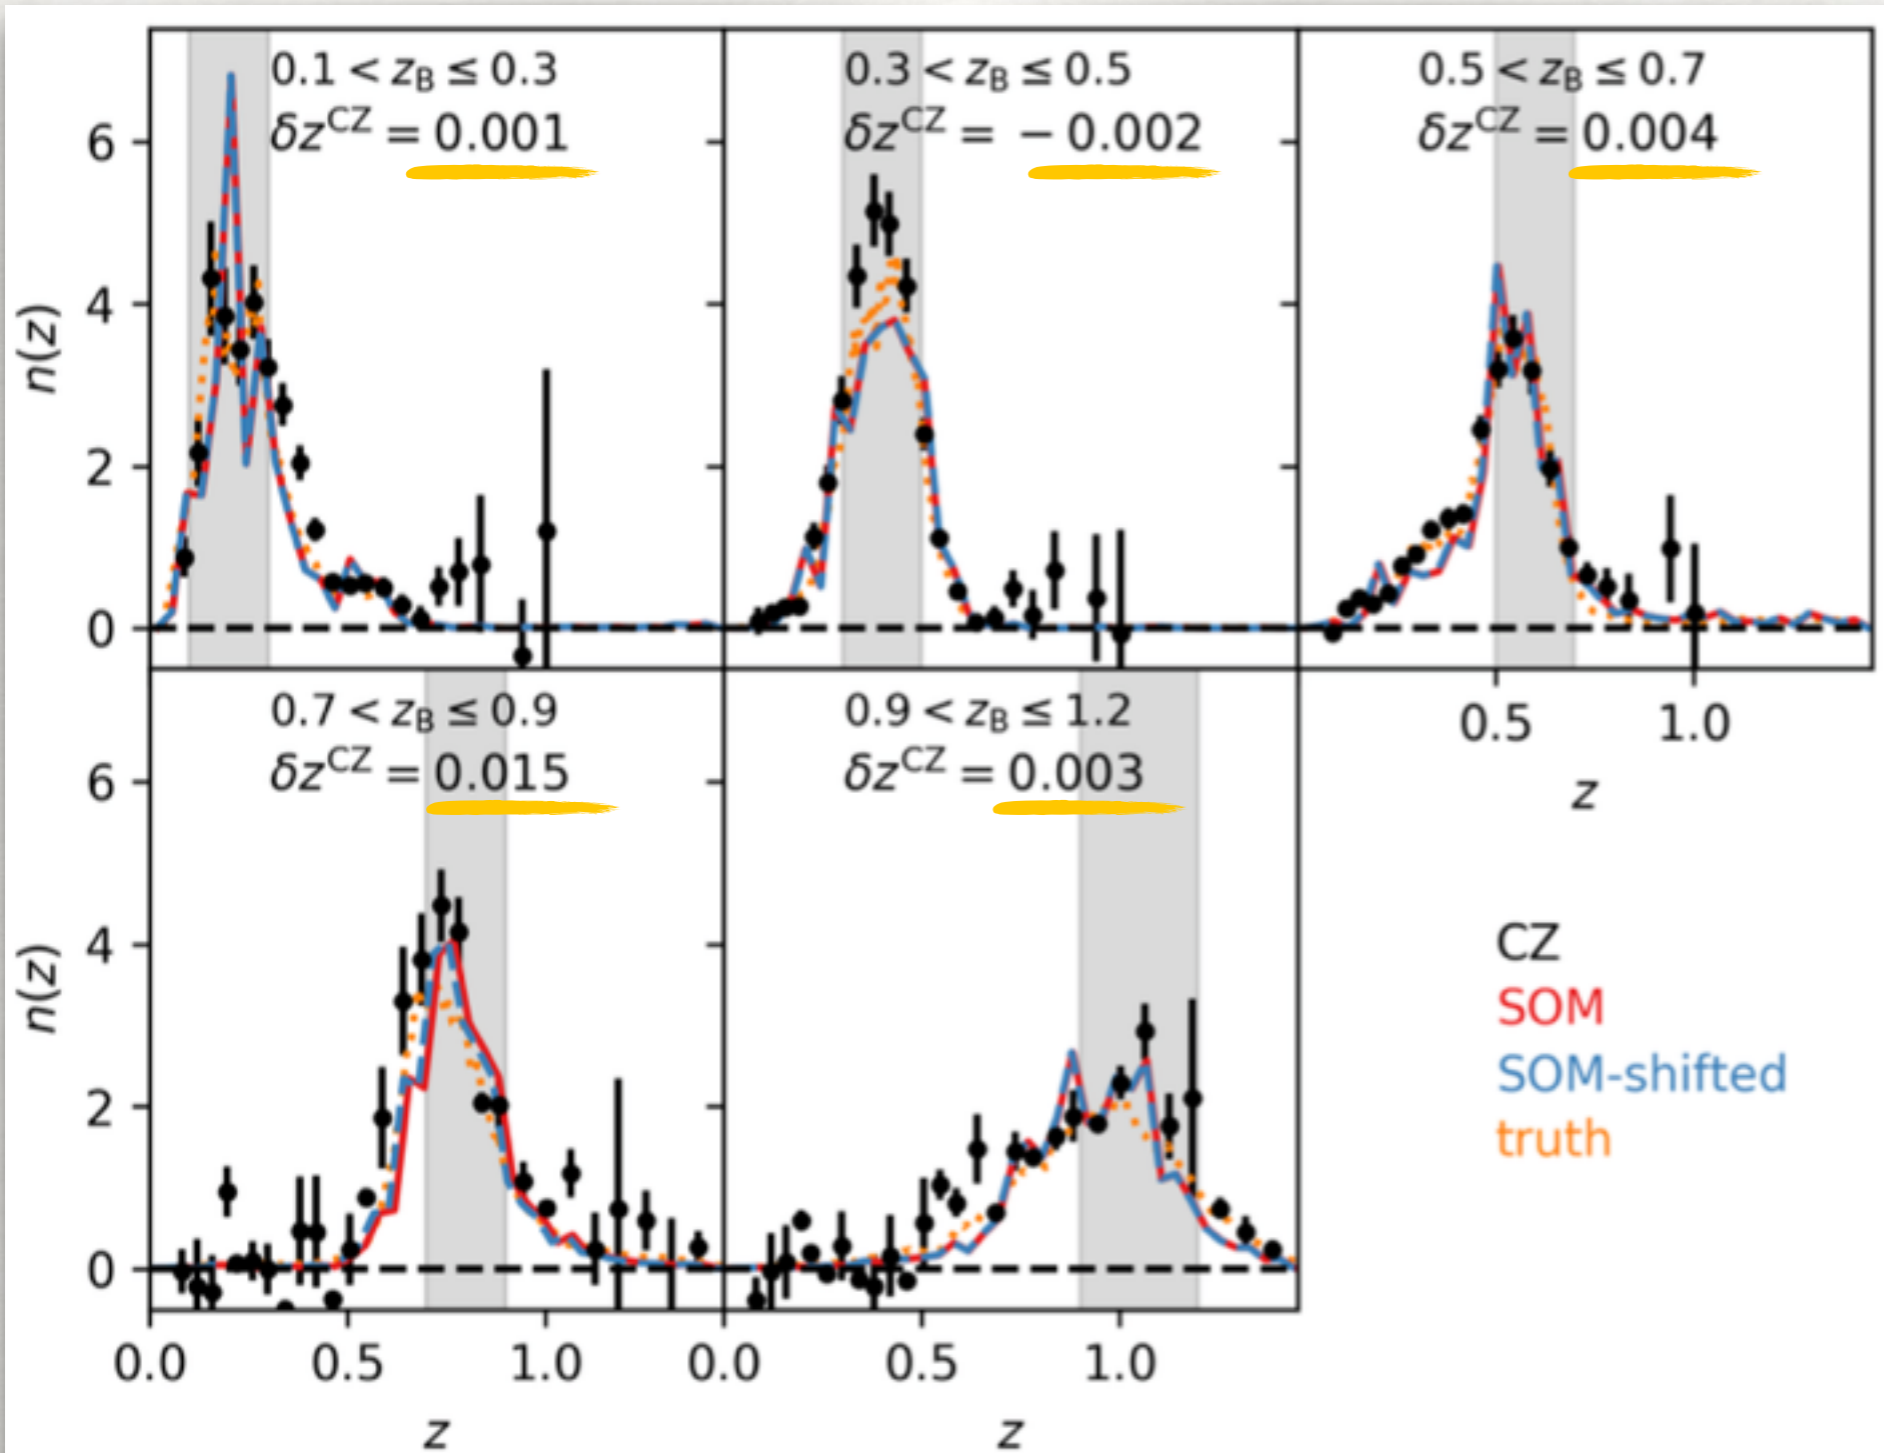 0.1 < z_B ≤ 0.3
δz^CZ = 0.001
0.3 < z_B ≤ 0.5
δz^CZ = −0.002
0.5 < z_B ≤ 0.7
δz^CZ = 0.004
6
4
2
0
n(z)
0.5 1.0
z
0.7 < z_B ≤ 0.9
δz^CZ = 0.015
0.9 < z_B ≤ 1.2
δz^CZ = 0.003
6
4
2
0
n(z)
0.0 0.5 1.0 0.0 0.5 1.0
z z
CZ
SOM
SOM-shifted
truth